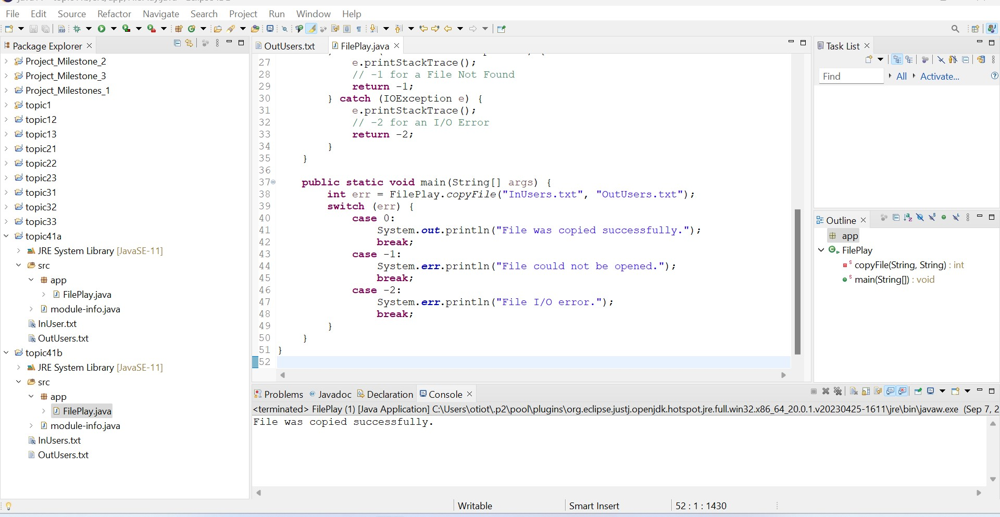 File Edit Source Refactor Navigate Search Project Run Window Help
Package Explorer
Project_Milestone_2
Project_Milestone_3
Project_Milestones_1
topic1
topic12
topic13
topic21
topic22
topic23
topic31
topic32
topic33
topic41a
JRE System Library [JavaSE-11]
src
app
FilePlay.java
module-info.java
InUser.txt
OutUsers.txt
topic41b
JRE System Library [JavaSE-11]
src
app
FilePlay.java
module-info.java
InUsers.txt
OutUsers.txt
OutUsers.txt FilePlay.java
27 e.printStackTrace();
28 // -1 for a File Not Found
29 return -1;
30 } catch (IOException e) {
31 e.printStackTrace();
32 // -2 for an I/O Error
33 return -2;
34 }
35 }
36
37 public static void main(String[] args) {
38 int err = FilePlay.copyFile("InUsers.txt", "OutUsers.txt");
39 switch (err) {
40 case 0:
41 System.out.println("File was copied successfully.");
42 break;
43 case -1:
44 System.err.println("File could not be opened.");
45 break;
46 case -2:
47 System.err.println("File I/O error.");
48 break;
49 }
50 }
51 }
52
Problems Javadoc Declaration Console
<terminated> FilePlay (1) [Java Application] C:\Users\otiot\.p2\pool\plugins\org.eclipse.justj.openjdk.hotspot.jre.full.win32.x86_64_20.0.1.v20230425-1611\jre\bin\javaw.exe (Sep 7, 2
File was copied successfully.
Task List
Find All Activate...
Outline
app
FilePlay
copyFile(String, String) : int
main(String[]) : void
Writable Smart Insert 52 : 1 : 1430